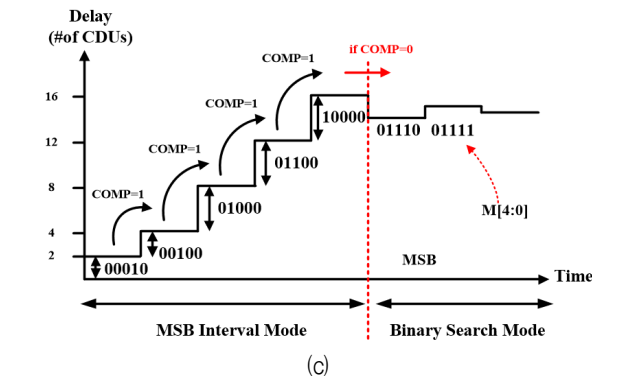 Delay
(#of CDUs)
if COMP=0
COMP=1
16
COMP=1
10000
01110 01111
12
COMP=1
01100
8
COMP=1
01000
M[4:0]
4
00100
2
00010
MSB
Time
MSB Interval Mode
Binary Search Mode
(c)